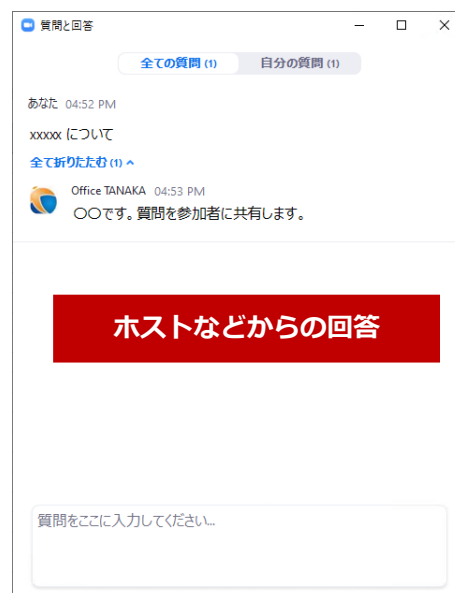 質問と回答
全ての質問 (1) 自分の質問 (1)
あなた 04:52 PM
xxxxx について
全て折りたたむ (1)
Office TANAKA 04:53 PM
〇〇です。質問を参加者に共有します。
ホストなどからの回答
質問をここに入力してください...